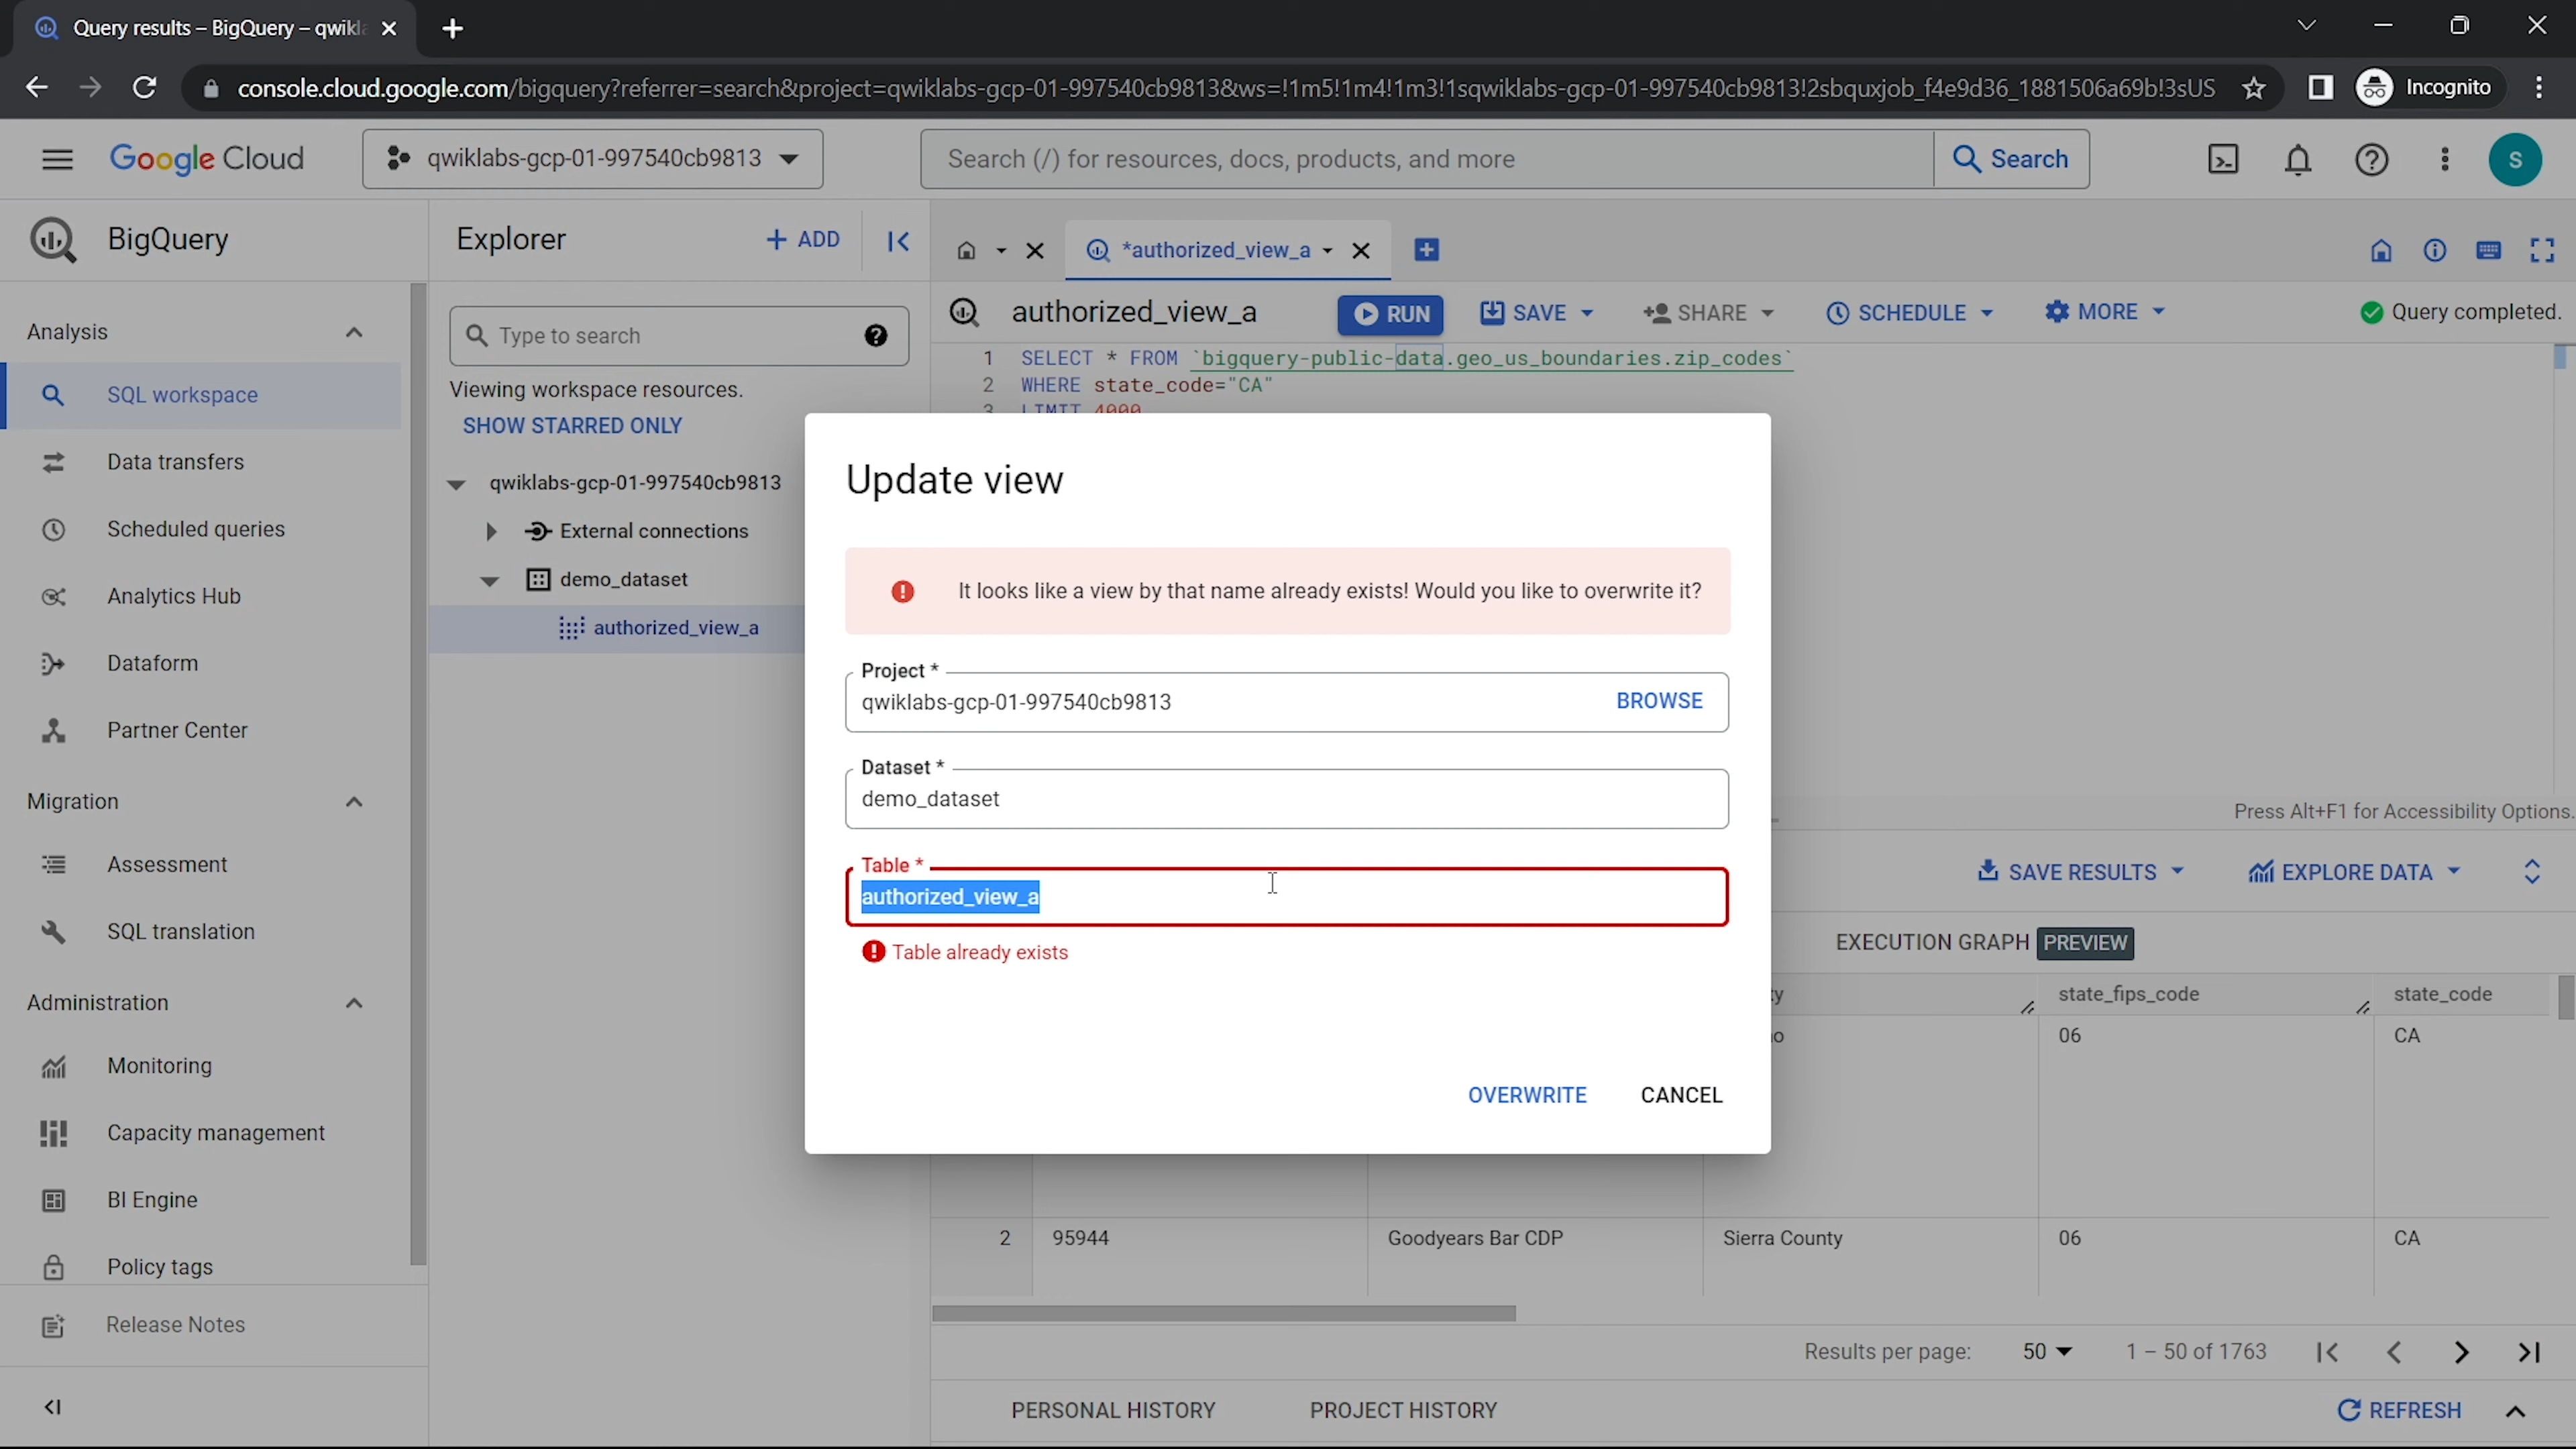 Query results – BigQuery – qwikla
console.cloud.google.com/bigquery?referrer=search&project=qwiklabs-gcp-01-997540cb9813&ws=!1m5!1m4!1m3!1sqwiklabs-gcp-01-997540cb9813!2sbquxjob_f4e9d36_1881506a69b!3sUS
Incognito
Google Cloud
qwiklabs-gcp-01-997540cb9813
Search (/) for resources, docs, products, and more
Search
S
BigQuery
Analysis
SQL workspace
Data transfers
Scheduled queries
Analytics Hub
Dataform
Partner Center
Migration
Assessment
SQL translation
Administration
Monitoring
Capacity management
BI Engine
Policy tags
Release Notes
Explorer
+ ADD
Type to search
Viewing workspace resources.
SHOW STARRED ONLY
qwiklabs-gcp-01-997540cb9813
External connections
demo_dataset
authorized_view_a
*authorized_view_a
authorized_view_a
RUN
SAVE
SHARE
SCHEDULE
MORE
Query completed.
1 SELECT * FROM `bigquery-public-data.geo_us_boundaries.zip_codes`
2 WHERE state_code="CA"
3 LIMIT 4000
Update view
It looks like a view by that name already exists! Would you like to overwrite it?
Project *
qwiklabs-gcp-01-997540cb9813
BROWSE
Dataset *
demo_dataset
Table *
authorized_view_a
Table already exists
OVERWRITE
CANCEL
Press Alt+F1 for Accessibility Options.
SAVE RESULTS
EXPLORE DATA
EXECUTION GRAPH PREVIEW
state_fips_code
state_code
06
CA
2 95944 Goodyears Bar CDP Sierra County 06 CA
Results per page: 50 1 – 50 of 1763
PERSONAL HISTORY
PROJECT HISTORY
REFRESH